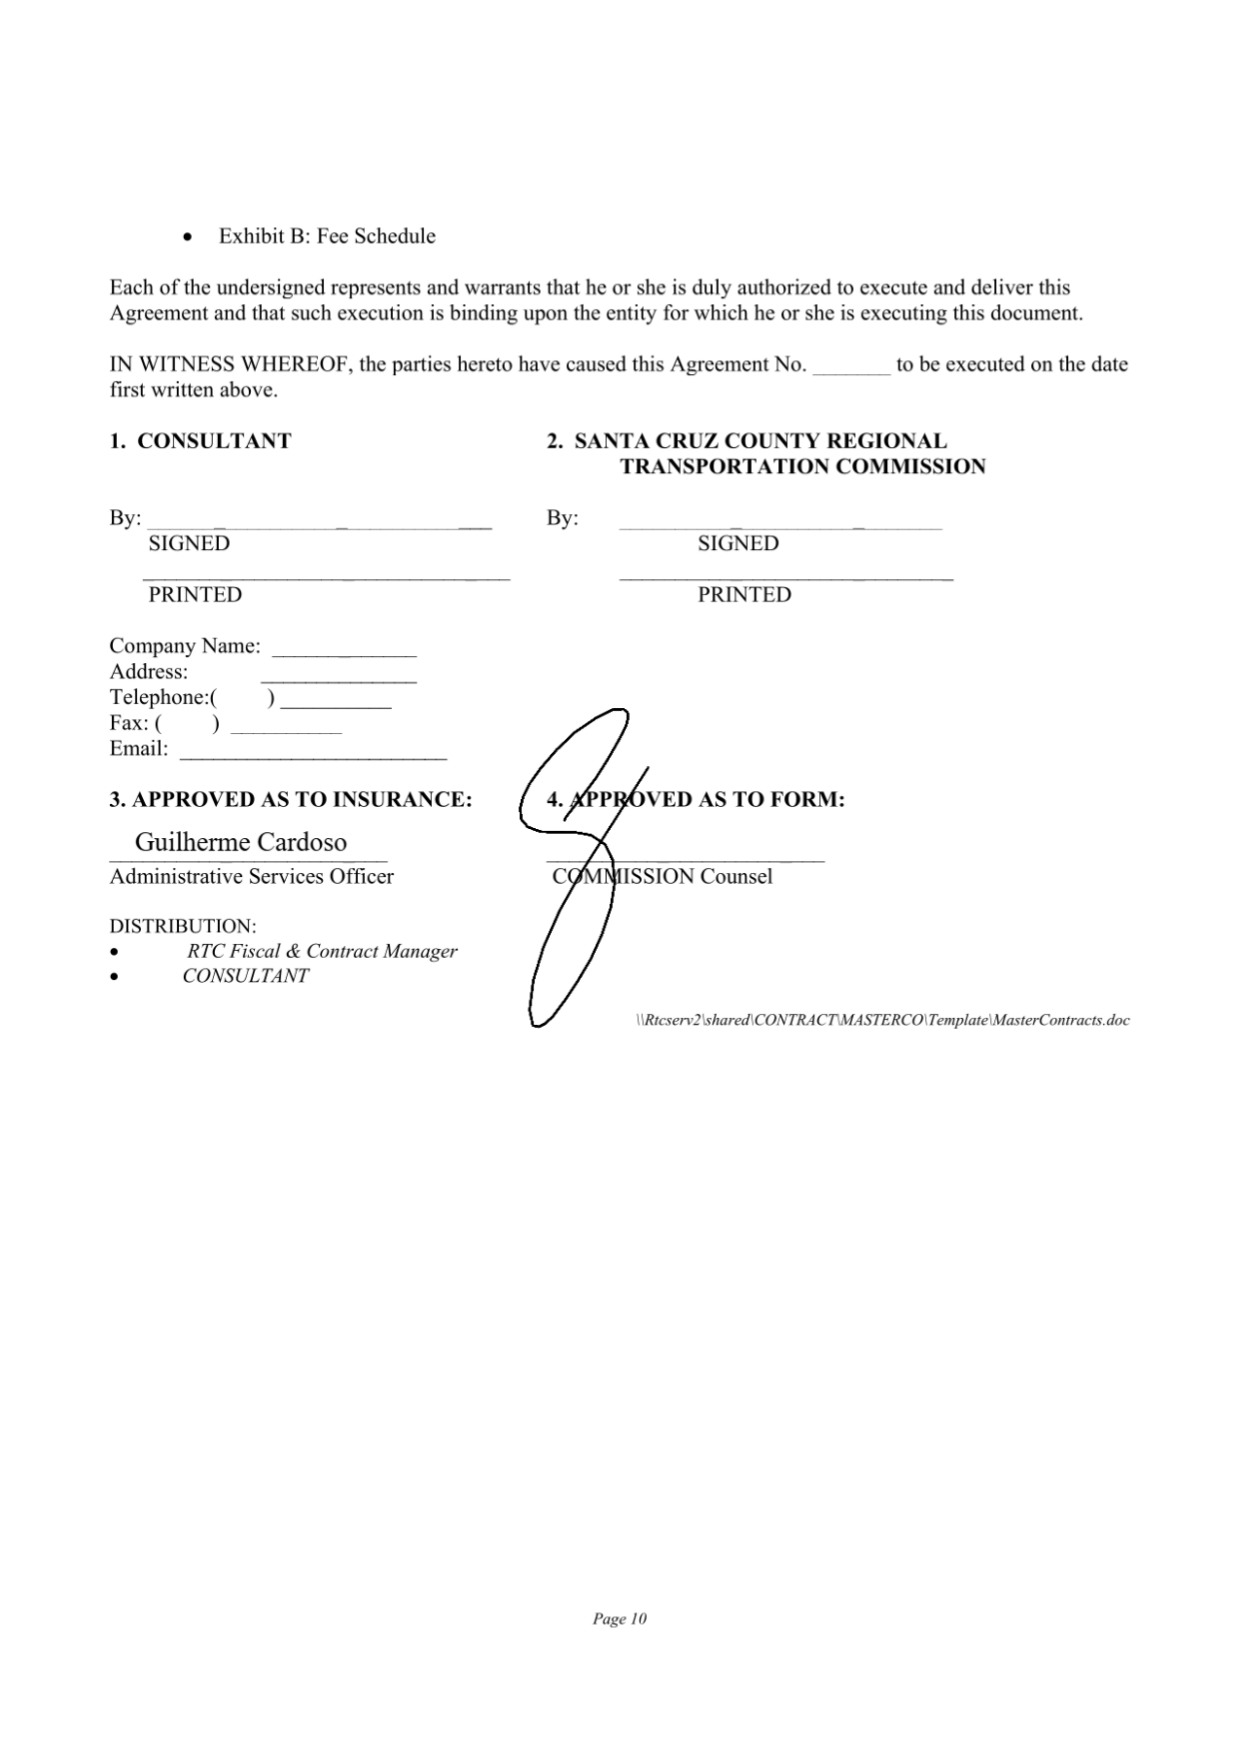 • Exhibit B: Fee Schedule
Each of the undersigned represents and warrants that he or she is duly authorized to execute and deliver this
Agreement and that such execution is binding upon the entity for which he or she is executing this document.
IN WITNESS WHEREOF, the parties hereto have caused this Agreement No. _______ to be executed on the date
first written above.
1. CONSULTANT
2. SANTA CRUZ COUNTY REGIONAL
TRANSPORTATION COMMISSION
By: ____________________
By: ____________________
SIGNED
SIGNED
PRINTED
PRINTED
Company Name: _____________
Address: ______________
Telephone:( ) __________
Fax: ( ) __________
Email: ________________________
3. APPROVED AS TO INSURANCE:
4. APPROVED AS TO FORM:
Guilherme Cardoso
Administrative Services Officer
COMMISSION Counsel
DISTRIBUTION:
• RTC Fiscal & Contract Manager
• CONSULTANT
\\Rtcserv2\shared\CONTRACT\MASTERCO\Template\MasterContracts.doc
Page 10